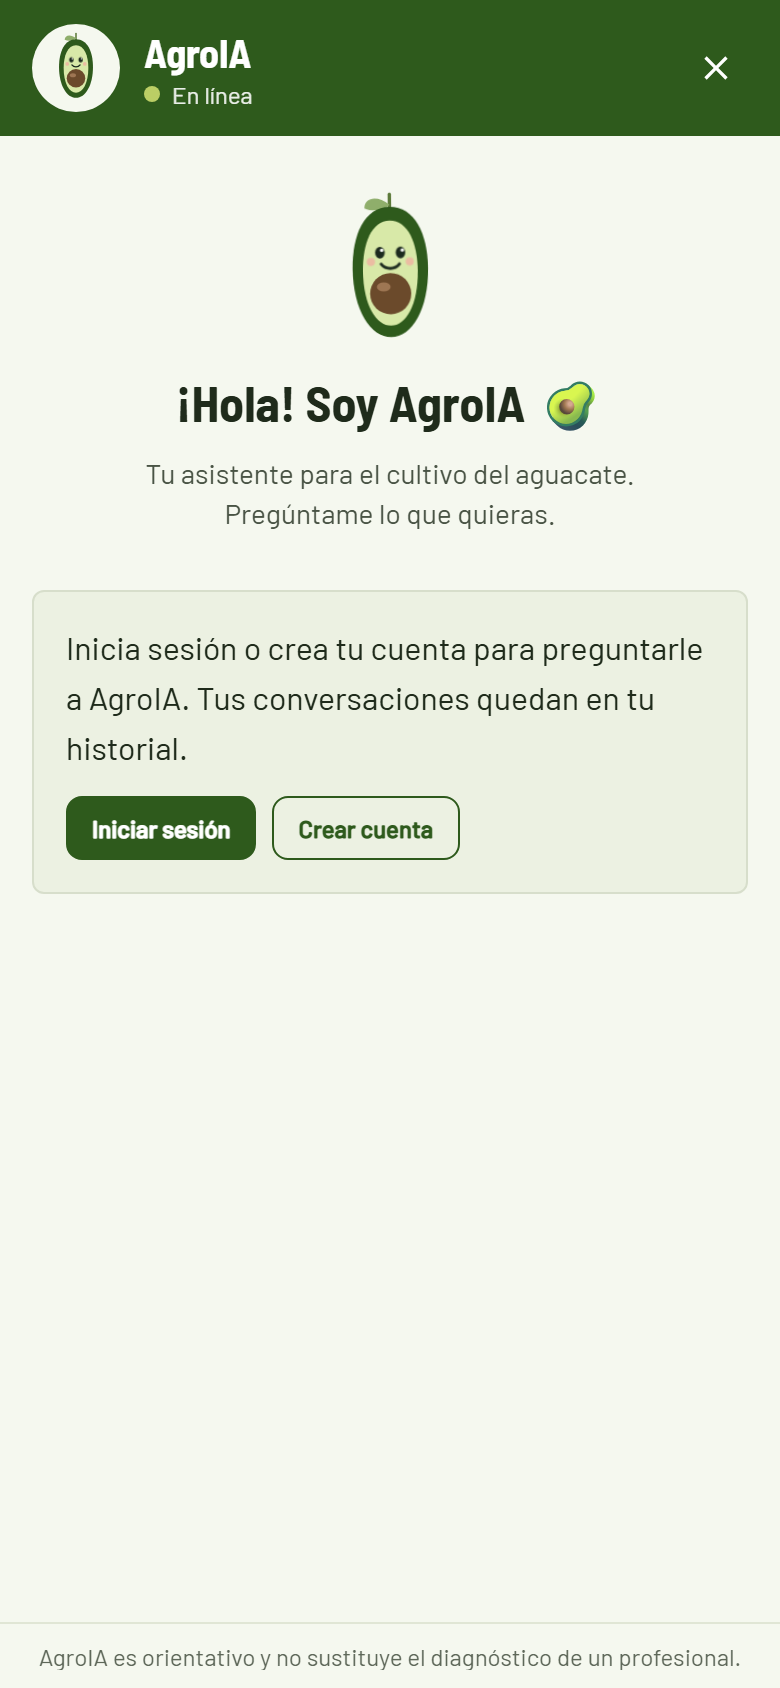 AgroIA
En línea
¡Hola! Soy AgroIA 🥑
Tu asistente para el cultivo del aguacate.
Pregúntame lo que quieras.
Inicia sesión o crea tu cuenta para preguntarle
a AgroIA. Tus conversaciones quedan en tu
historial.
Iniciar sesión
Crear cuenta
AgroIA es orientativo y no sustituye el diagnóstico de un profesional.